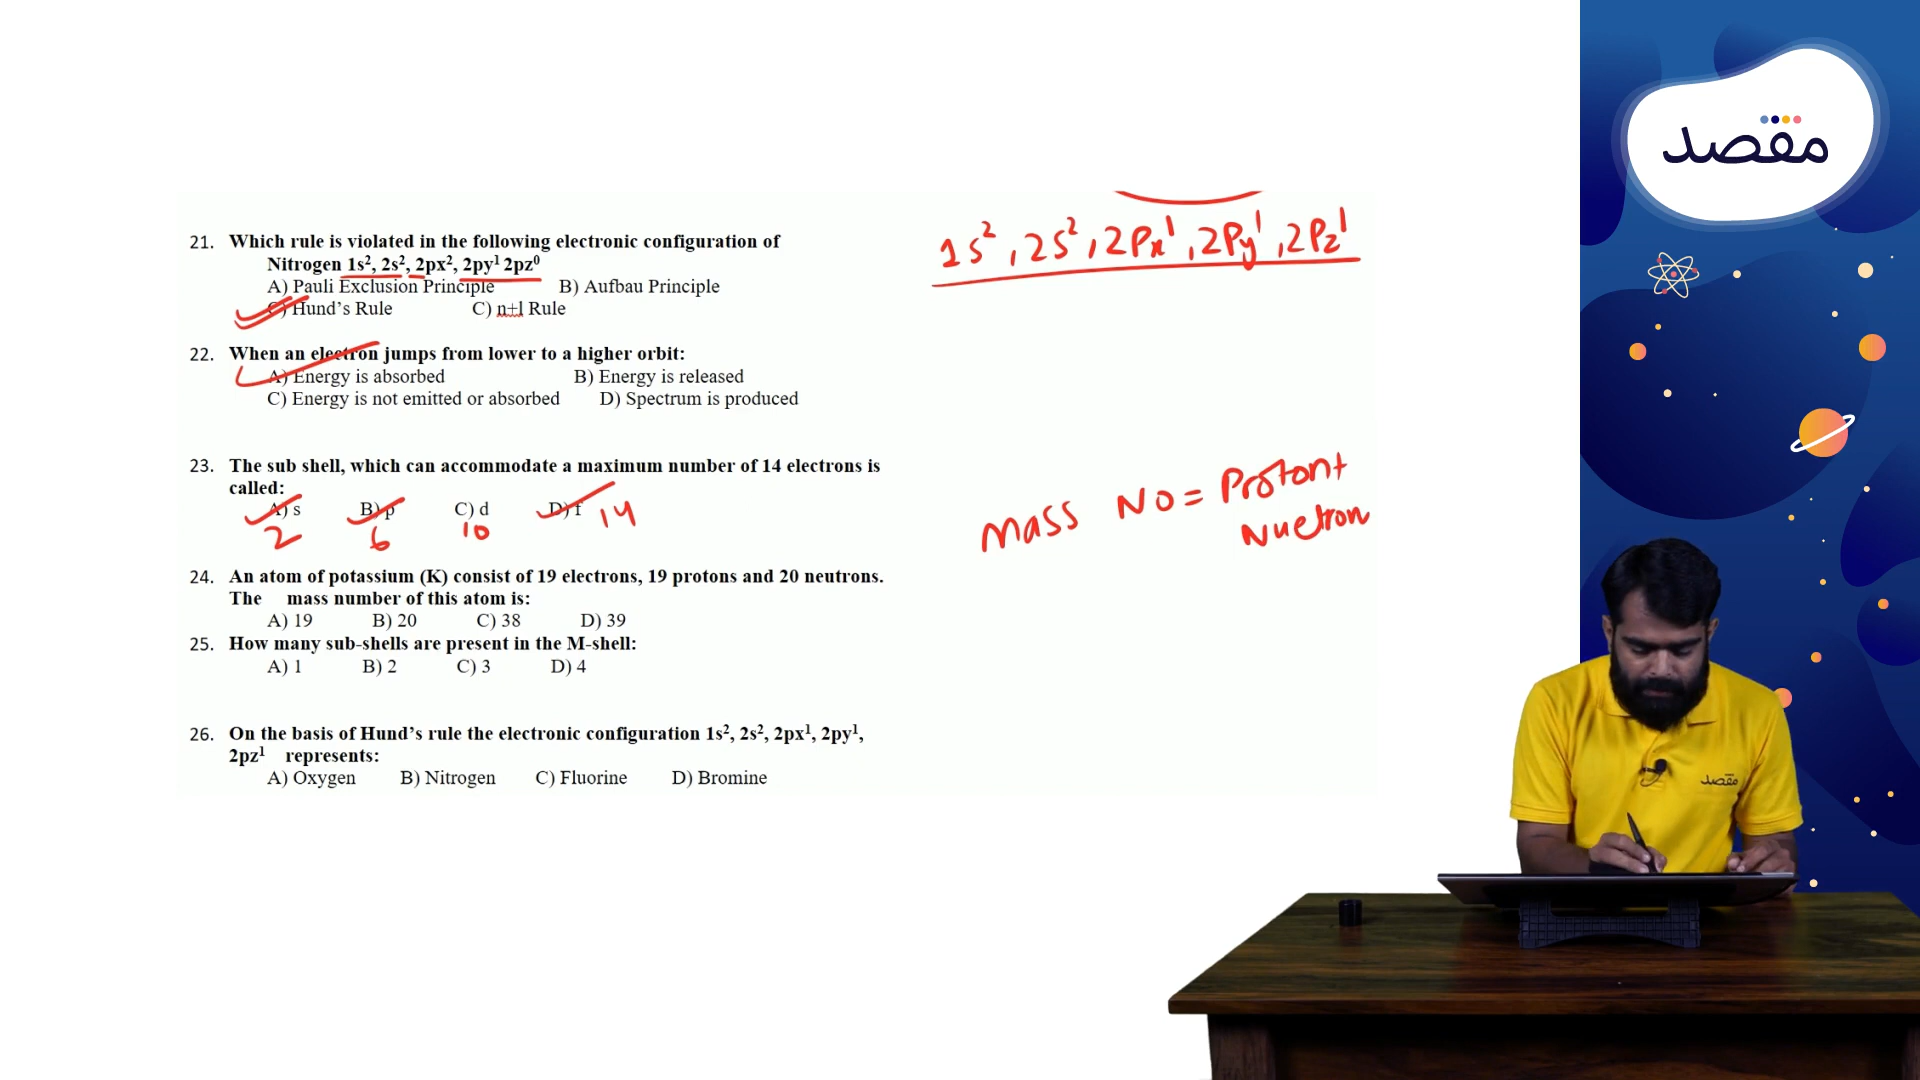 مقصد
21. Which rule is violated in the following electronic configuration of
Nitrogen 1s², 2s², 2px², 2py¹ 2pz⁰
A) Pauli Exclusion Principle B) Aufbau Principle
C) Hund’s Rule C) n+l Rule
1s², 2s², 2Px¹, 2Py¹, 2Pz¹
22. When an electron jumps from lower to a higher orbit:
A) Energy is absorbed B) Energy is released
C) Energy is not emitted or absorbed D) Spectrum is produced
23. The sub shell, which can accommodate a maximum number of 14 electrons is
called:
A) s B) p C) d D) f 14
2 6 10
mass NO = Proton+
Nuetron
24. An atom of potassium (K) consist of 19 electrons, 19 protons and 20 neutrons.
The mass number of this atom is:
A) 19 B) 20 C) 38 D) 39
25. How many sub-shells are present in the M-shell:
A) 1 B) 2 C) 3 D) 4
26. On the basis of Hund’s rule the electronic configuration 1s², 2s², 2px¹, 2py¹,
2pz¹ represents:
A) Oxygen B) Nitrogen C) Fluorine D) Bromine
مقصد